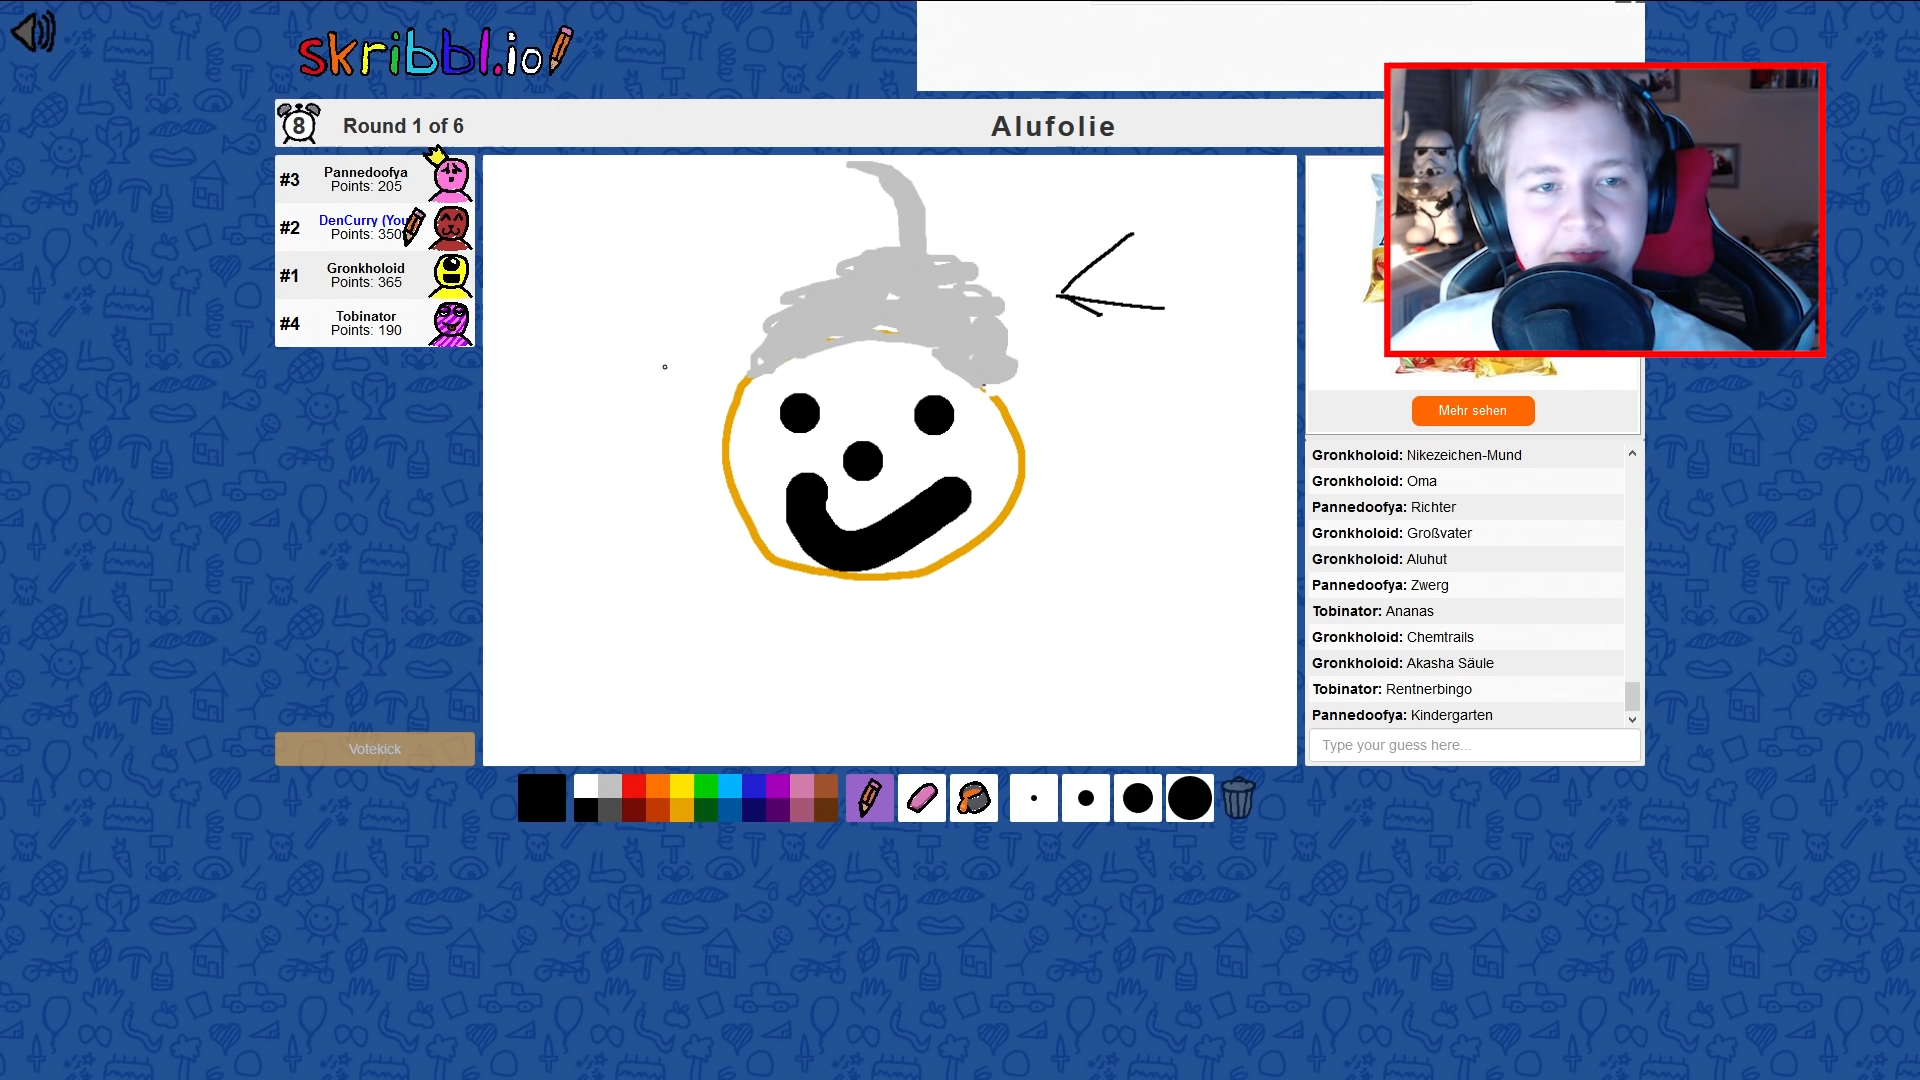 skribbl.io
8
Round 1 of 6
Alufolie
#3
Pannedoofya
Points: 205
#2
DenCurry (You
Points: 350
#1
Gronkholoid
Points: 365
#4
Tobinator
Points: 190
Votekick
Mehr sehen
Gronkholoid: Nikezeichen-Mund
Gronkholoid: Oma
Pannedoofya: Richter
Gronkholoid: Großvater
Gronkholoid: Aluhut
Pannedoofya: Zwerg
Tobinator: Ananas
Gronkholoid: Chemtrails
Gronkholoid: Akasha Säule
Tobinator: Rentnerbingo
Pannedoofya: Kindergarten
Type your guess here...